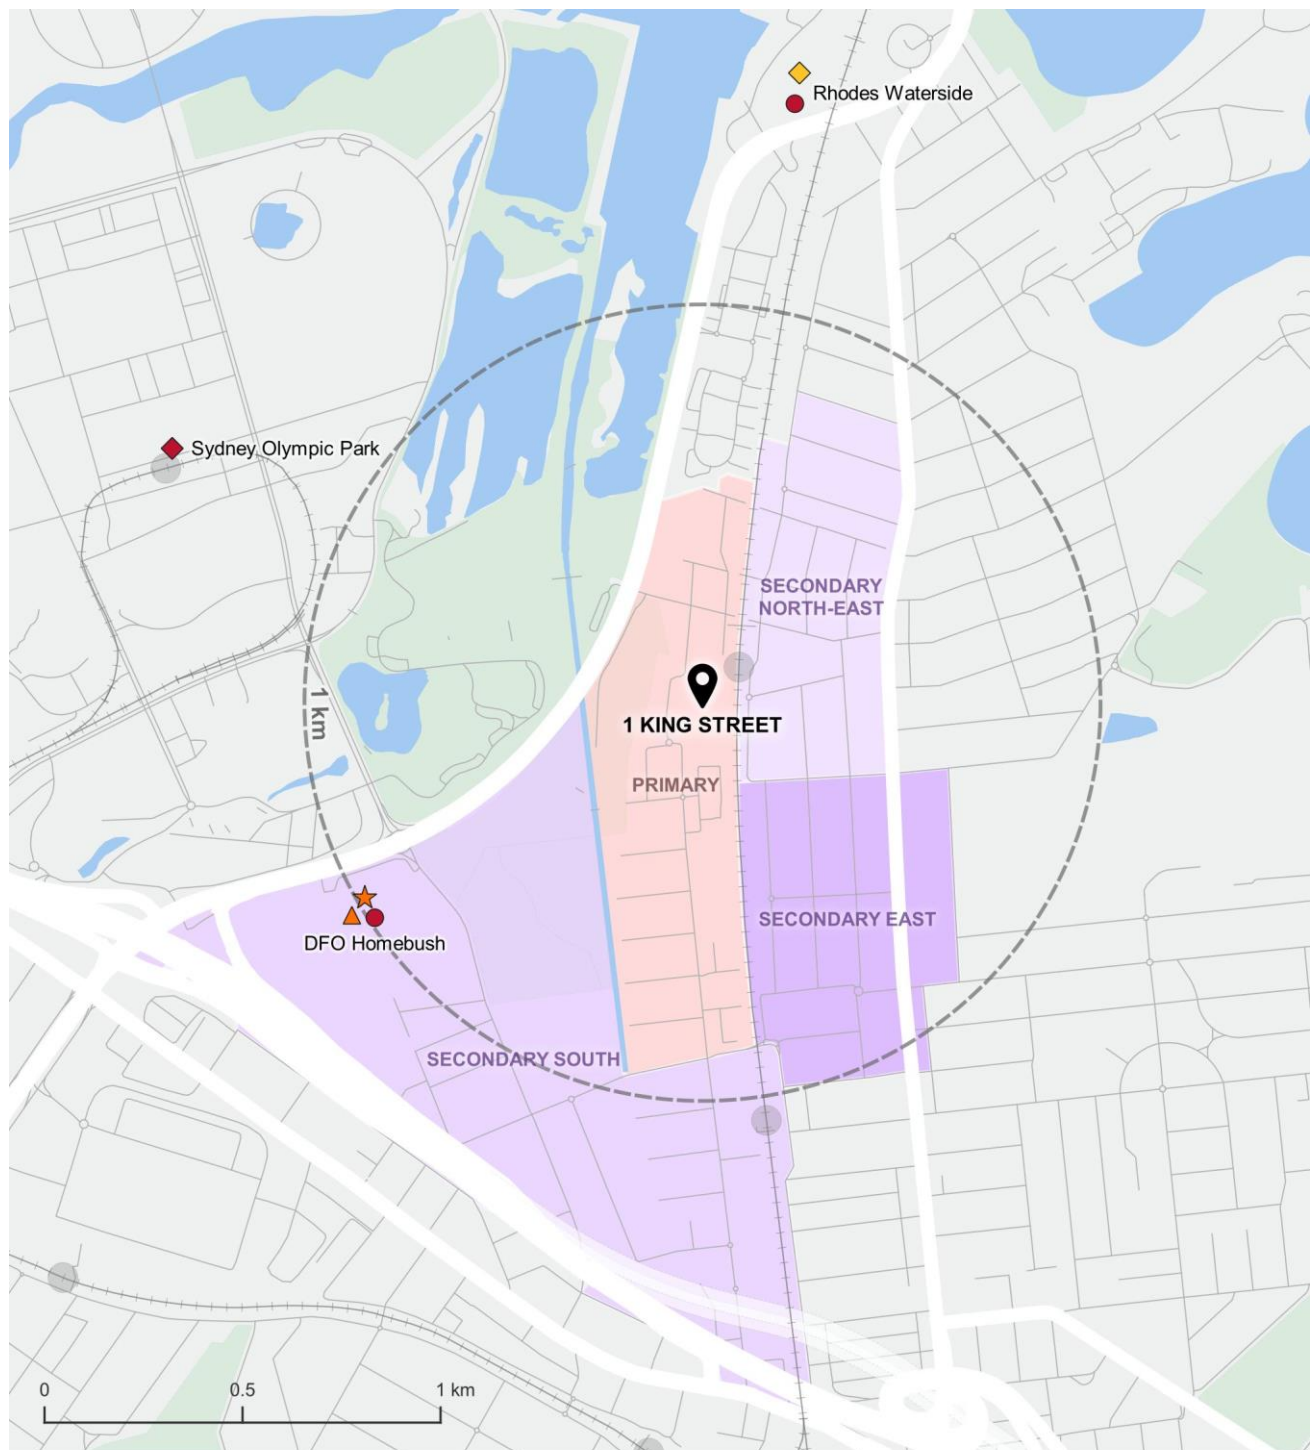 Rhodes Waterside
Sydney Olympic Park
SECONDARY
NORTH-EAST
1 km
1 KING STREET
PRIMARY
SECONDARY EAST
DFO Homebush
SECONDARY SOUTH
0 0.5 1 km